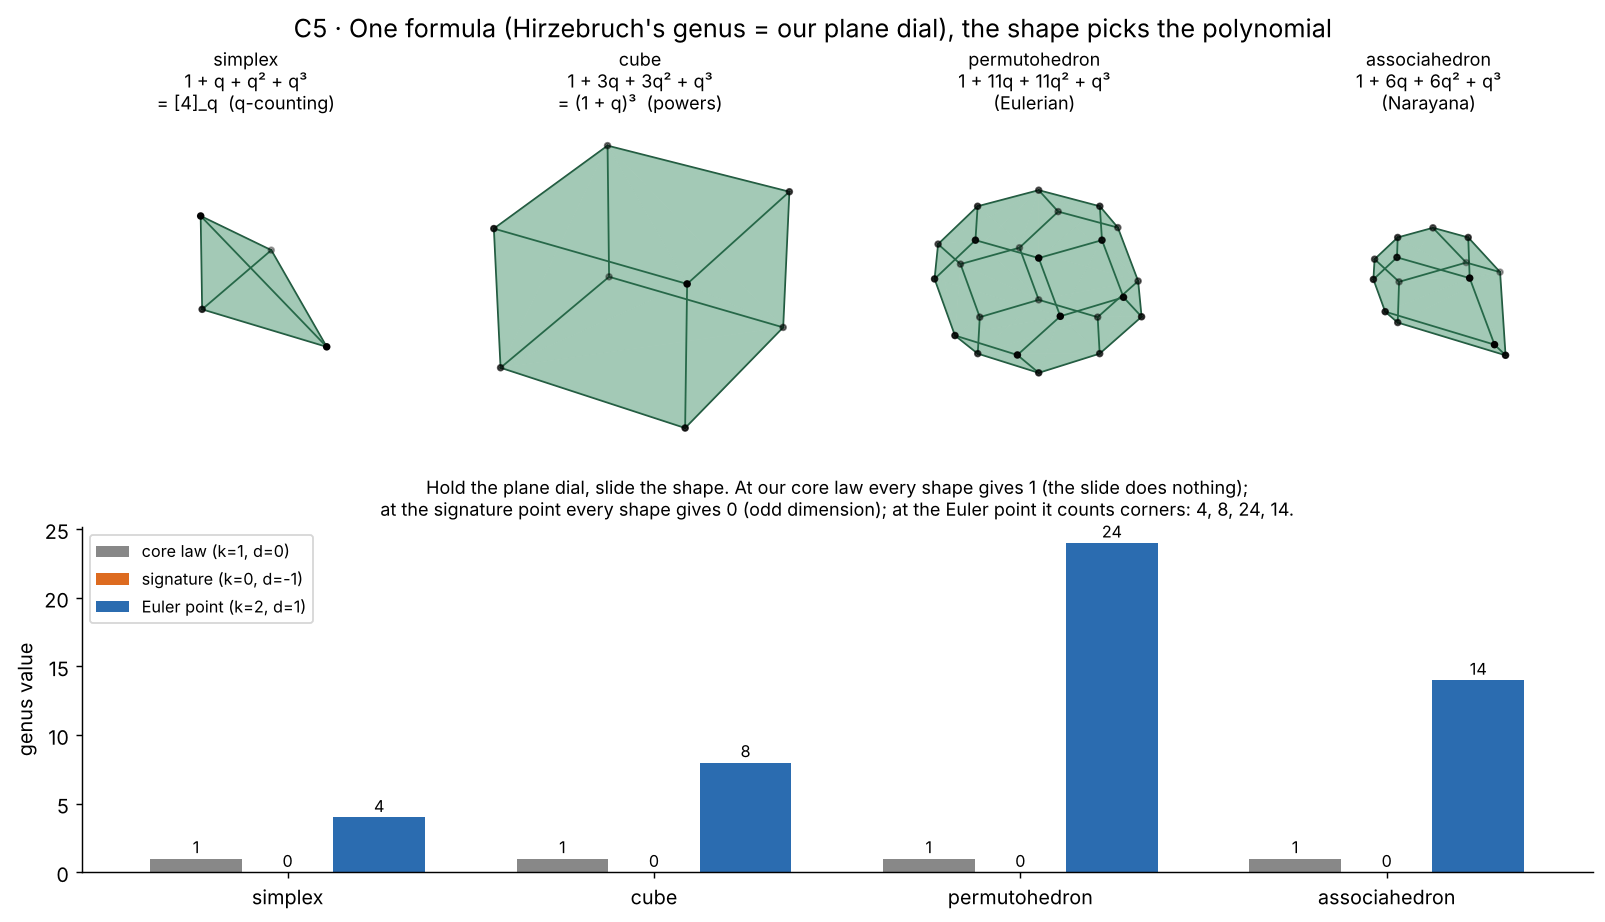 C5 · One formula (Hirzebruch's genus = our plane dial), the shape picks the polynomial
simplex
1 + q + q² + q³
= [4]_q  (q-counting)
cube
1 + 3q + 3q² + q³
= (1 + q)³  (powers)
permutohedron
1 + 11q + 11q² + q³
(Eulerian)
associahedron
1 + 6q + 6q² + q³
(Narayana)
Hold the plane dial, slide the shape. At our core law every shape gives 1 (the slide does nothing);
at the signature point every shape gives 0 (odd dimension); at the Euler point it counts corners: 4, 8, 24, 14.
core law (k=1, d=0)
signature (k=0, d=-1)
Euler point (k=2, d=1)
genus value
25
20
15
10
5
0
1
0
4
1
0
8
1
0
24
1
0
14
simplex
cube
permutohedron
associahedron